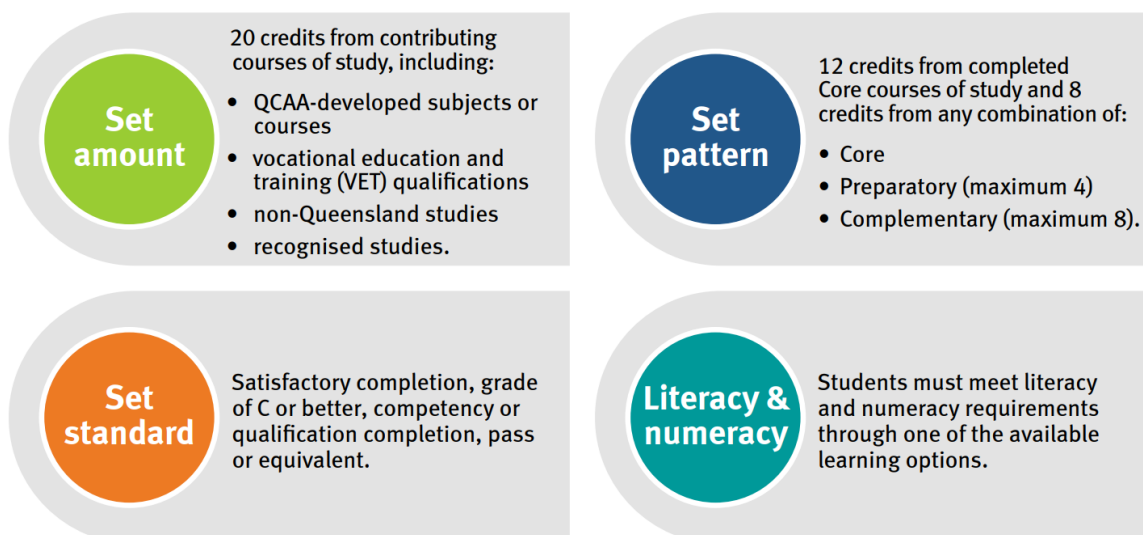 Set
amount
20 credits from contributing
courses of study, including:
• QCAA-developed subjects or
courses
• vocational education and
training (VET) qualifications
• non-Queensland studies
• recognised studies.
Set
pattern
12 credits from completed
Core courses of study and 8
credits from any combination of:
• Core
• Preparatory (maximum 4)
• Complementary (maximum 8).
Set
standard
Satisfactory completion, grade
of C or better, competency or
qualification completion, pass
or equivalent.
Literacy &
numeracy
Students must meet literacy
and numeracy requirements
through one of the available
learning options.